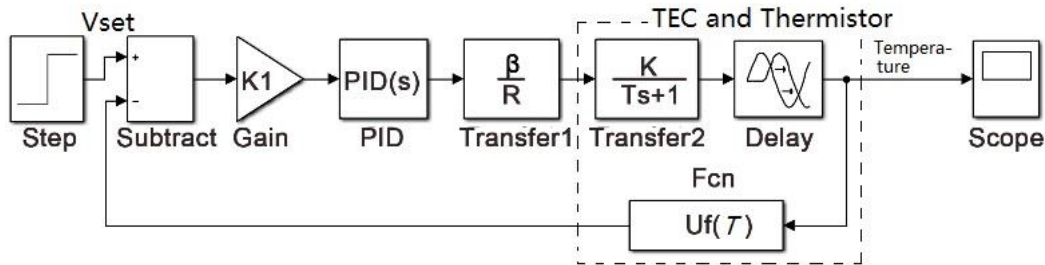 Vset
TEC and Thermistor
+
−
K1
PID(s)
β
R
K
Ts+1
Tempera-
ture
Step
Subtract
Gain
PID
Transfer1
Transfer2
Delay
Scope
Fcn
Uf(T)